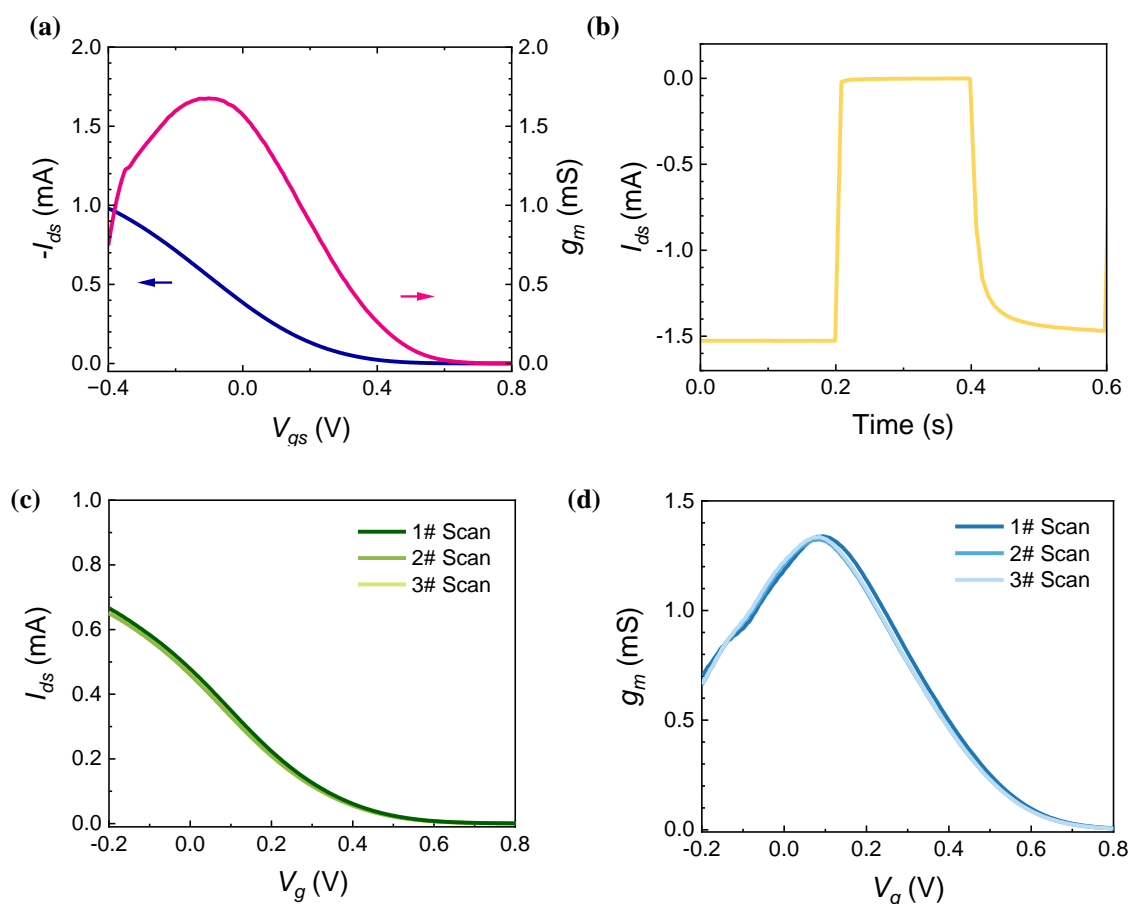 (a)
2.0
1.5
1.0
0.5
0.0
-I_ds (mA)
2.0
1.5
1.0
0.5
0.0
g_m (mS)
−0.4 0.0 0.4 0.8
V_gs (V)
(b)
0.0
-0.5
-1.0
-1.5
I_ds (mA)
0.0 0.2 0.4 0.6
Time (s)
(c)
1.0
0.8
0.6
0.4
0.2
0.0
I_ds (mA)
1# Scan
2# Scan
3# Scan
-0.2 0.0 0.2 0.4 0.6 0.8
V_g (V)
(d)
1.5
1.0
0.5
0.0
g_m (mS)
1# Scan
2# Scan
3# Scan
-0.2 0.0 0.2 0.4 0.6 0.8
V_g (V)